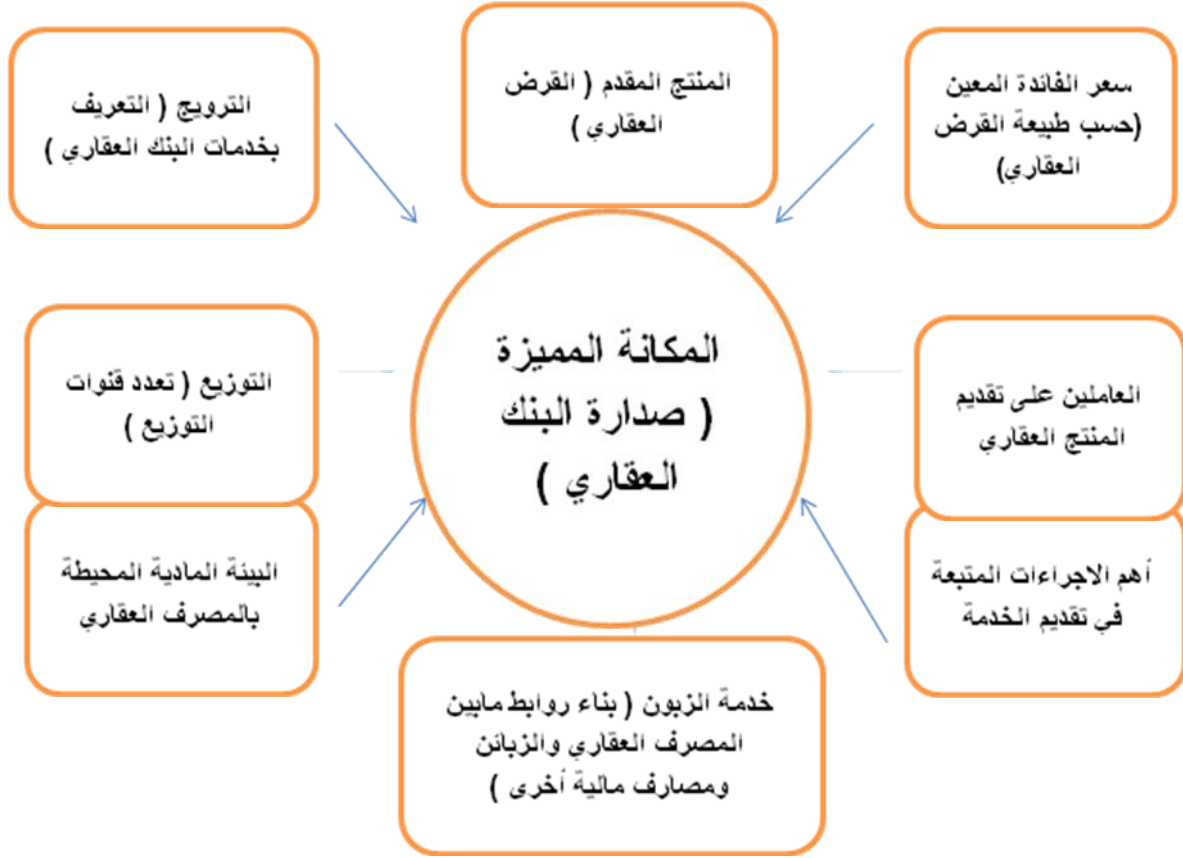 سعر الفائدة المعين
(حسب طبيعة القرض
العقاري)
المنتج المقدم ( القرض
العقاري )
الترويج ( التعريف
بخدمات البنك العقاري )
المكانة المميزة
( صدارة البنك
العقاري )
العاملين على تقديم
المنتج العقاري
التوزيع ( تعدد قنوات
التوزيع )
أهم الاجراءات المتبعة
في تقديم الخدمة
البيئة المادية المحيطة
بالمصرف العقاري
خدمة الزبون ( بناء روابط مابين
المصرف العقاري والزبائن
ومصارف مالية أخرى )